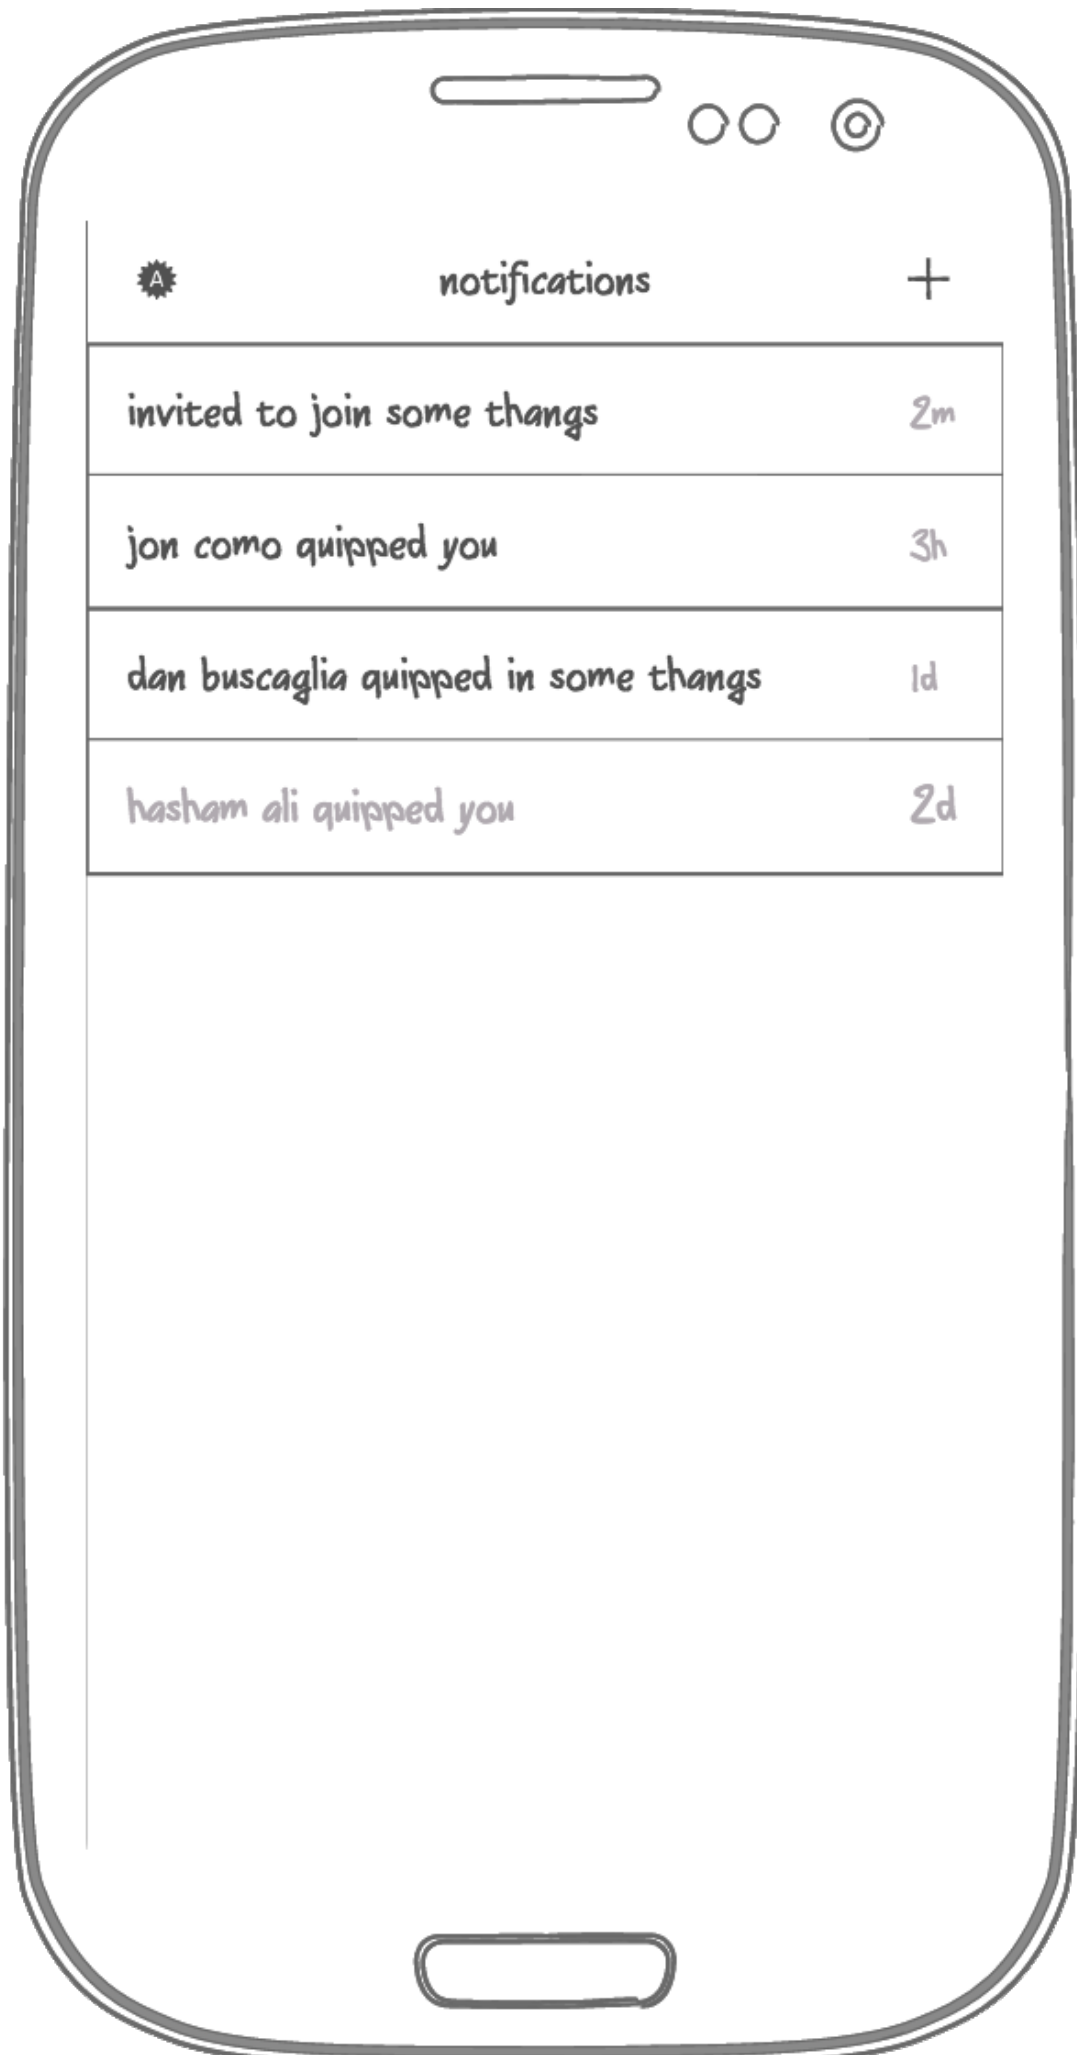 A notifications +
invited to join some thangs 2m
jon como quipped you 3h
dan buscaglia quipped in some thangs 1d
hasham ali quipped you 2d